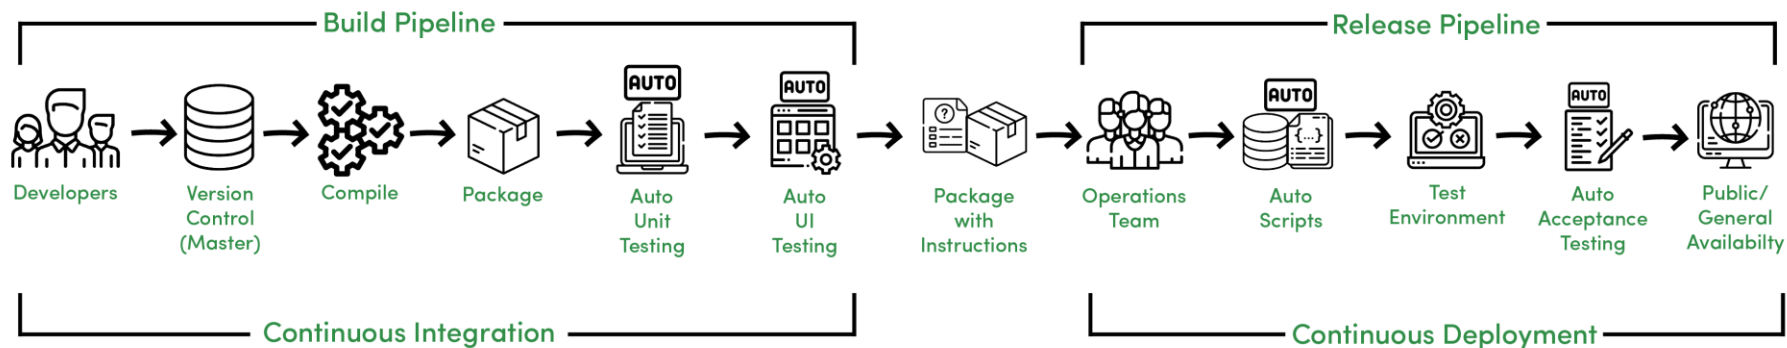 Build Pipeline
Release Pipeline
AUTO
AUTO
AUTO
AUTO
?
{...}
Developers
Version
Control
(Master)
Compile
Package
Auto
Unit
Testing
Auto
UI
Testing
Package
with
Instructions
Operations
Team
Auto
Scripts
Test
Environment
Auto
Acceptance
Testing
Public/
General
Availabilty
Continuous Integration
Continuous Deployment